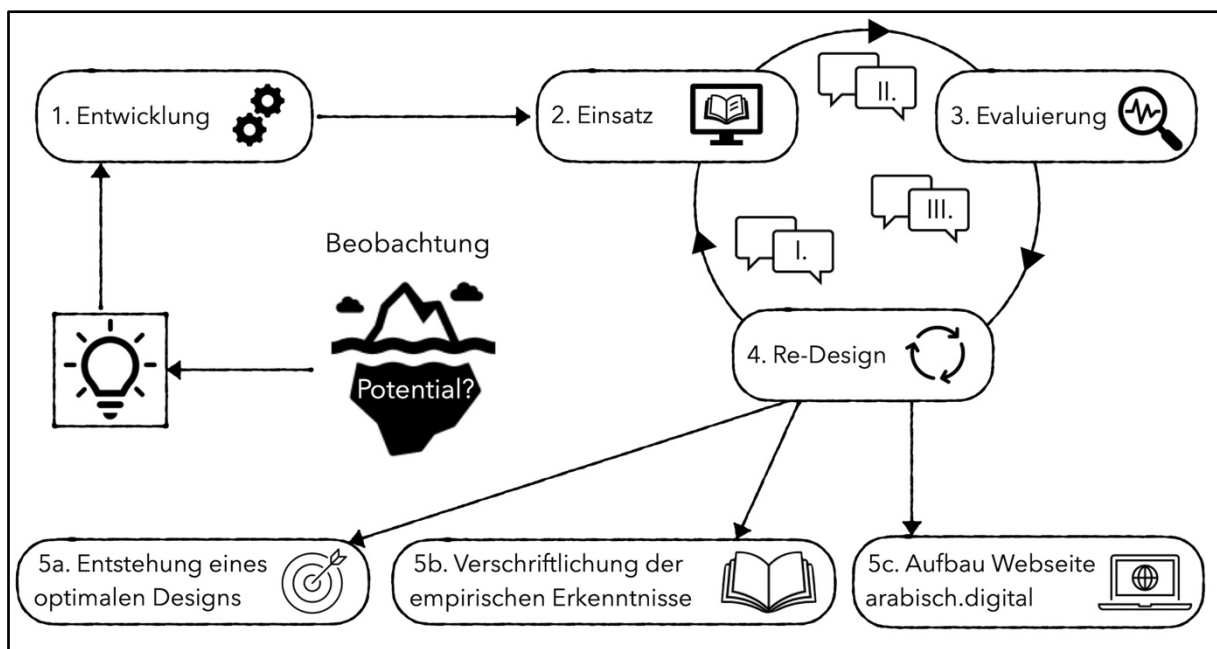 1. Entwicklung
2. Einsatz
II.
3. Evaluierung
III.
I.
Beobachtung
Potential?
4. Re-Design
5a. Entstehung eines
optimalen Designs
5b. Verschriftlichung der
empirischen Erkenntnisse
5c. Aufbau Webseite
arabisch.digital